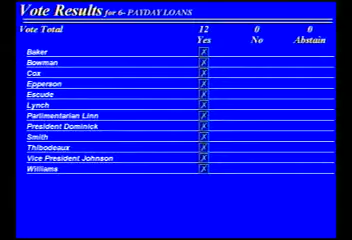 Vote Results for 6- PAYDAY LOANS
Vote Total 12 0 0
Yes No Abstain
Baker X
Bowman X
Cox X
Epperson X
Escude X
Lynch X
Parlimentarian Linn X
President Dominick X
Smith X
Thibodeaux X
Vice President Johnson X
Williams X